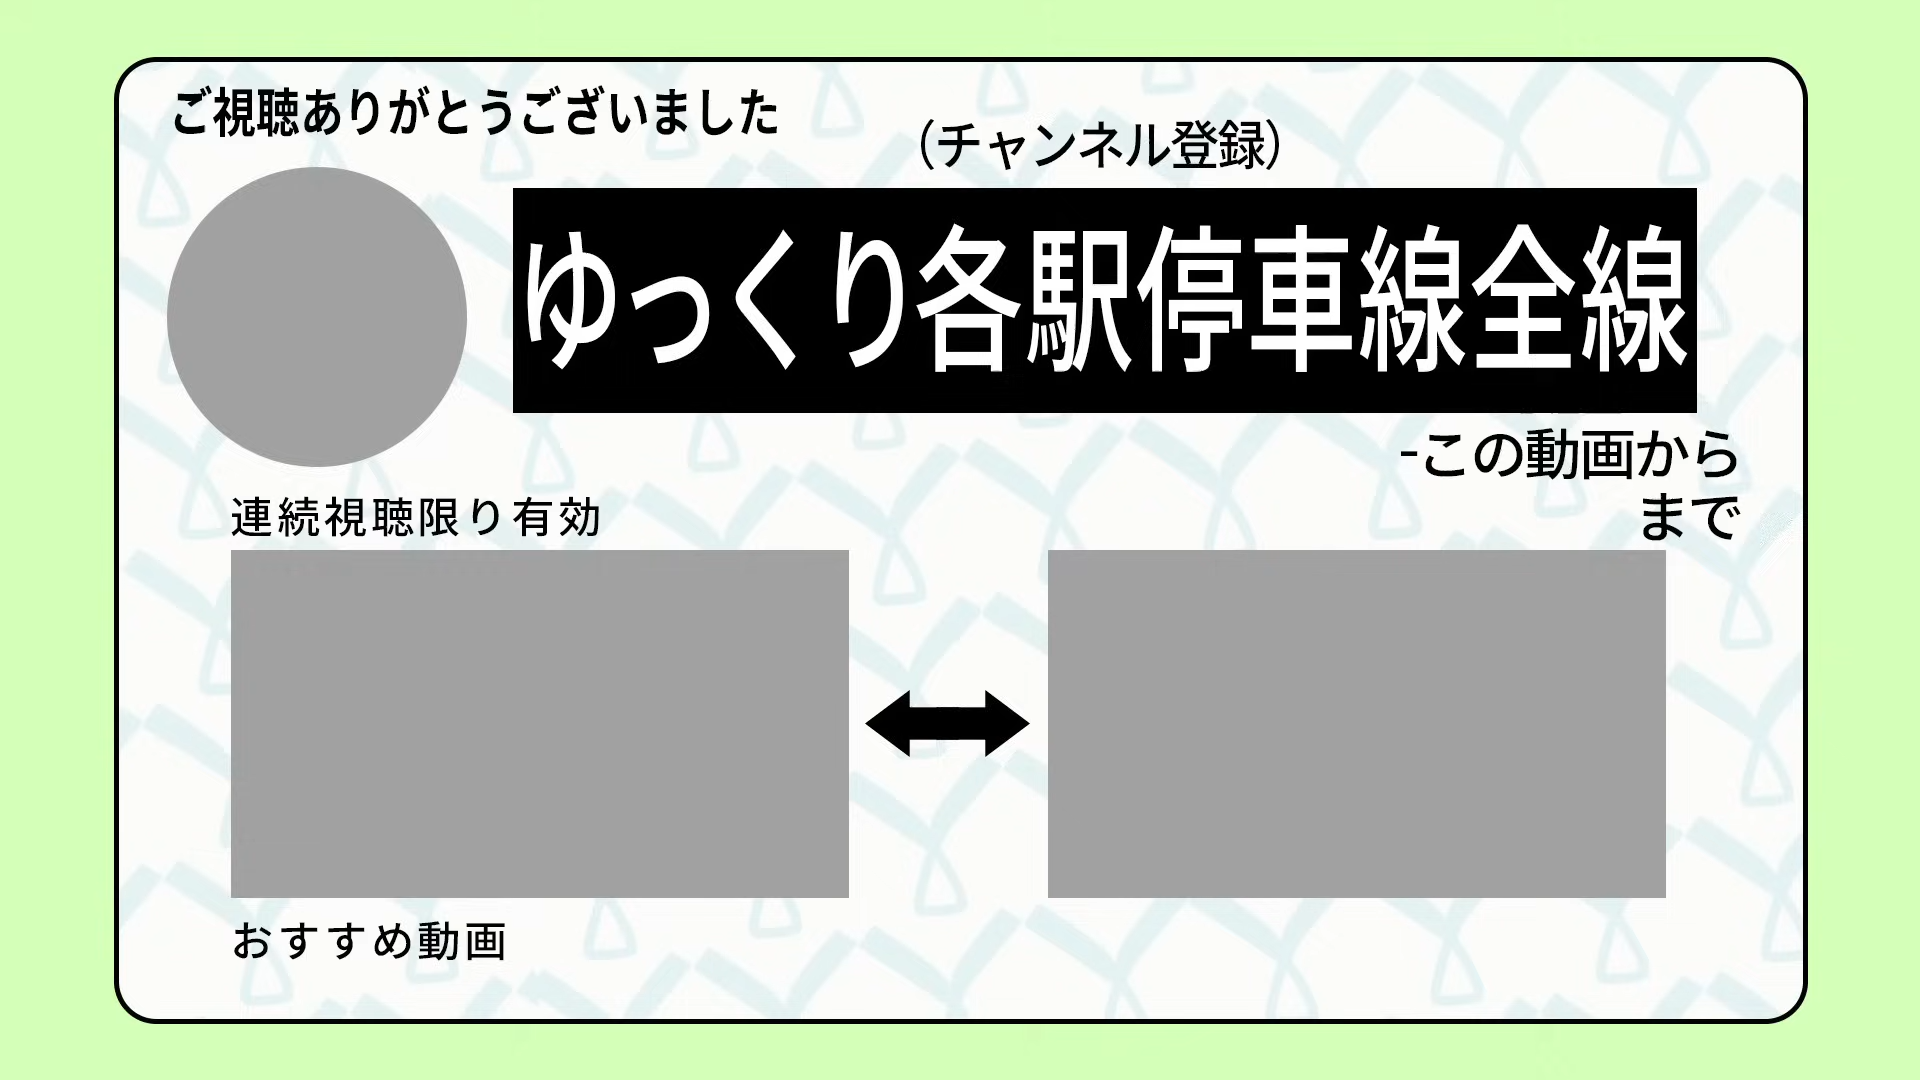 ご視聴ありがとうございました
（チャンネル登録）
ゆっくり各駅停車線全線
-この動画から
まで
連続視聴限り有効
おすすめ動画